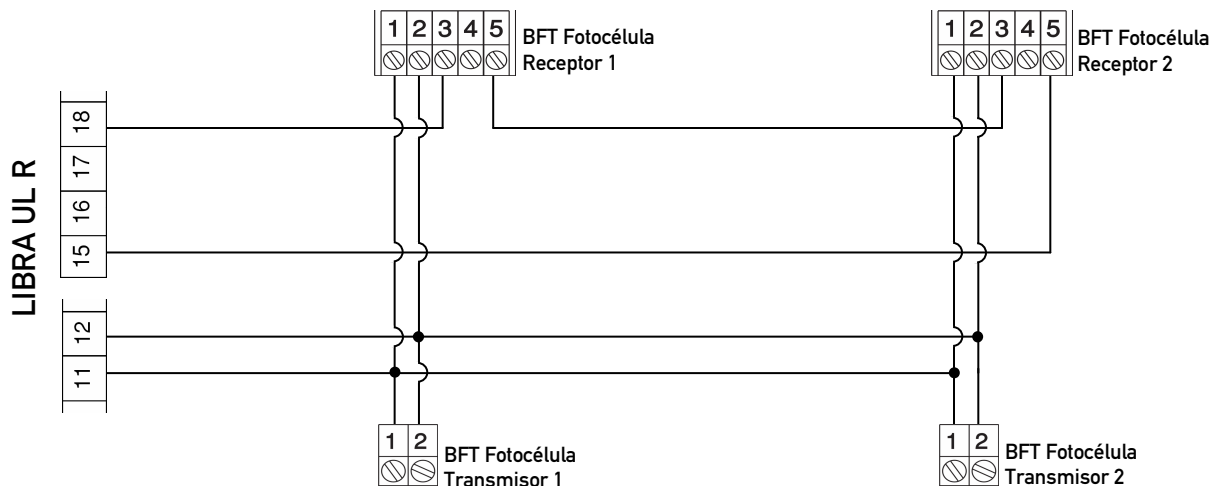 1 2 3 4 5
BFT Fotocélula
Receptor 1
1 2 3 4 5
BFT Fotocélula
Receptor 2
LIBRA UL R
18
17
16
15
12
11
1 2
BFT Fotocélula
Transmisor 1
1 2
BFT Fotocélula
Transmisor 2